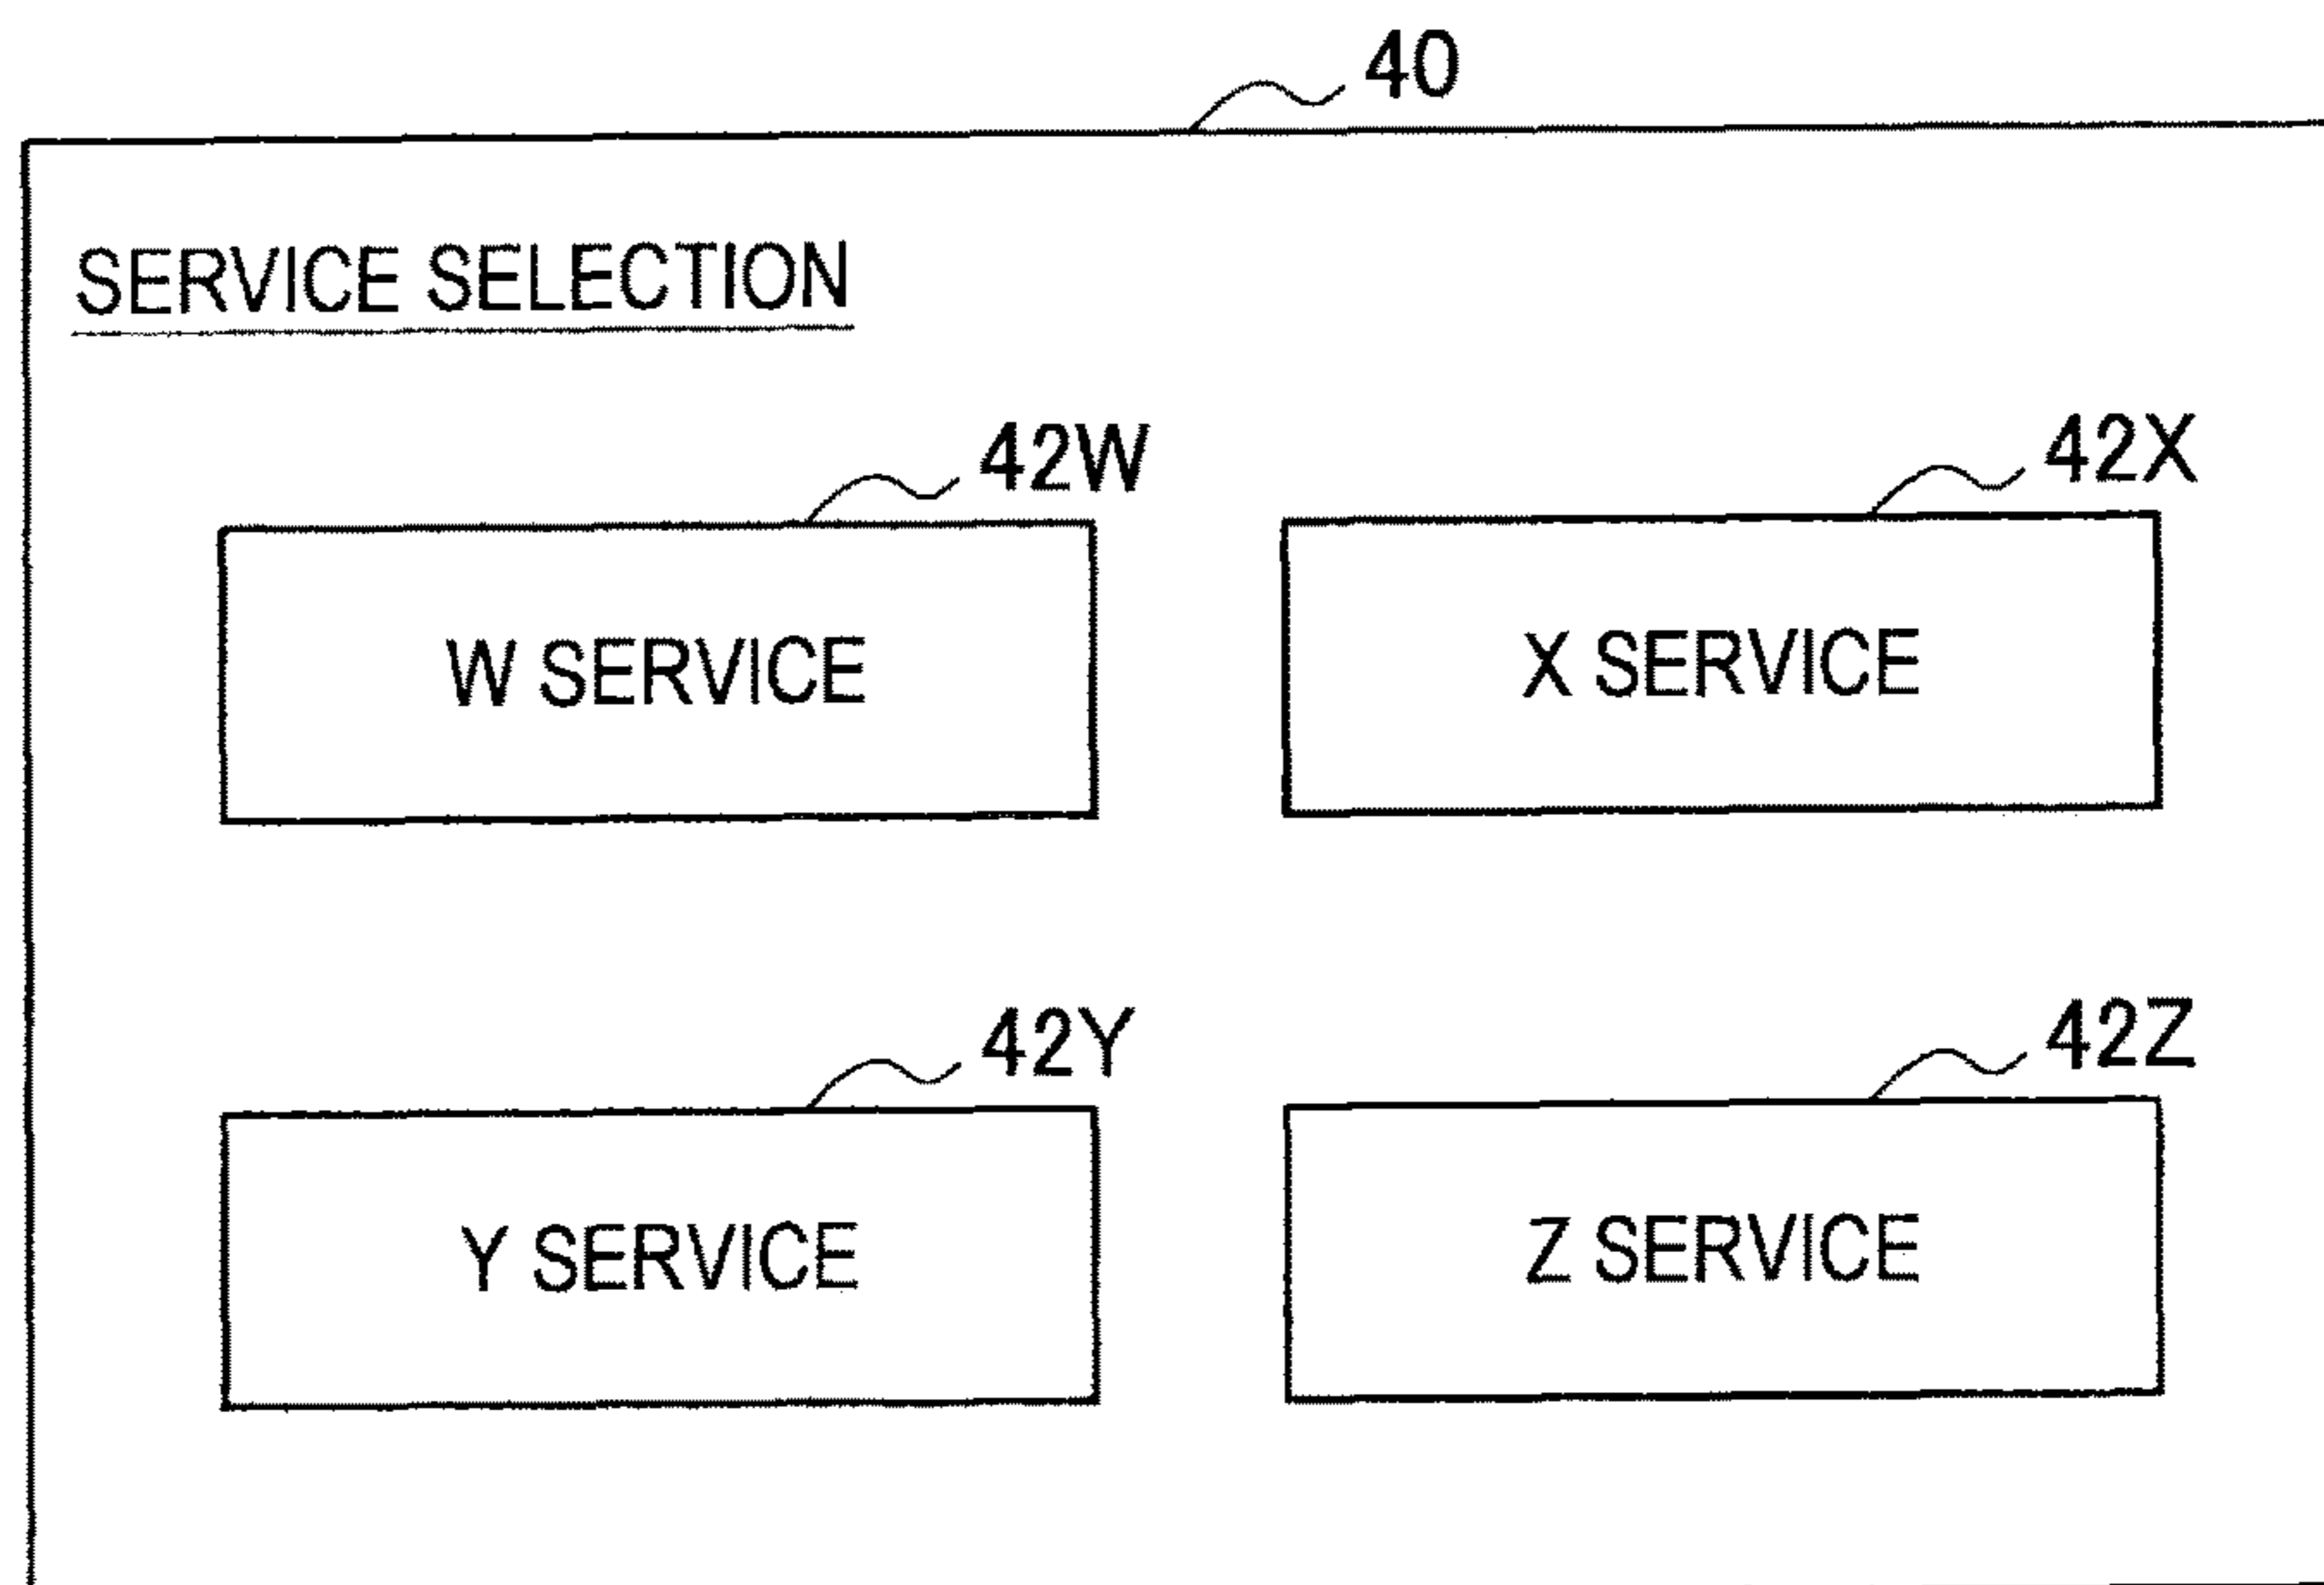 40
SERVICE SELECTION
42W
42X
W SERVICE
X SERVICE
42Y
42Z
Y SERVICE
Z SERVICE